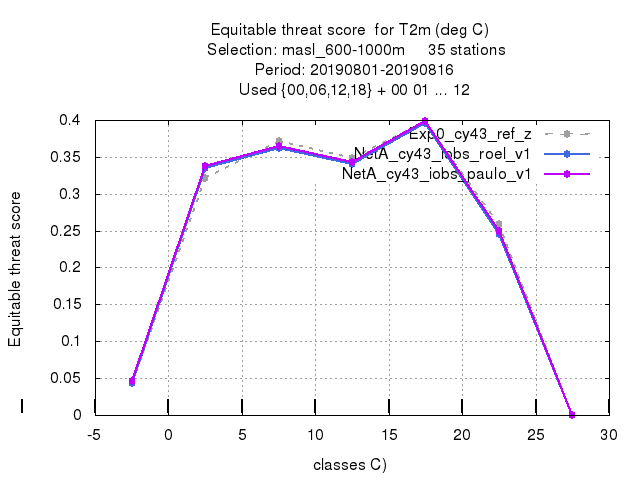 Equitable threat score for T2m (deg C)
Selection: masl_600-1000m 35 stations
Period: 20190801-20190816
Used {00,06,12,18} + 00 01 ... 12
Exp0_cy43_ref_z
NetA_cy43_iobs_roel_v1
NetA_cy43_iobs_paulo_v1
0.4
0.35
0.3
0.25
0.2
0.15
0.1
0.05
0
Equitable threat score
-5 0 5 10 15 20 25 30
classes C)